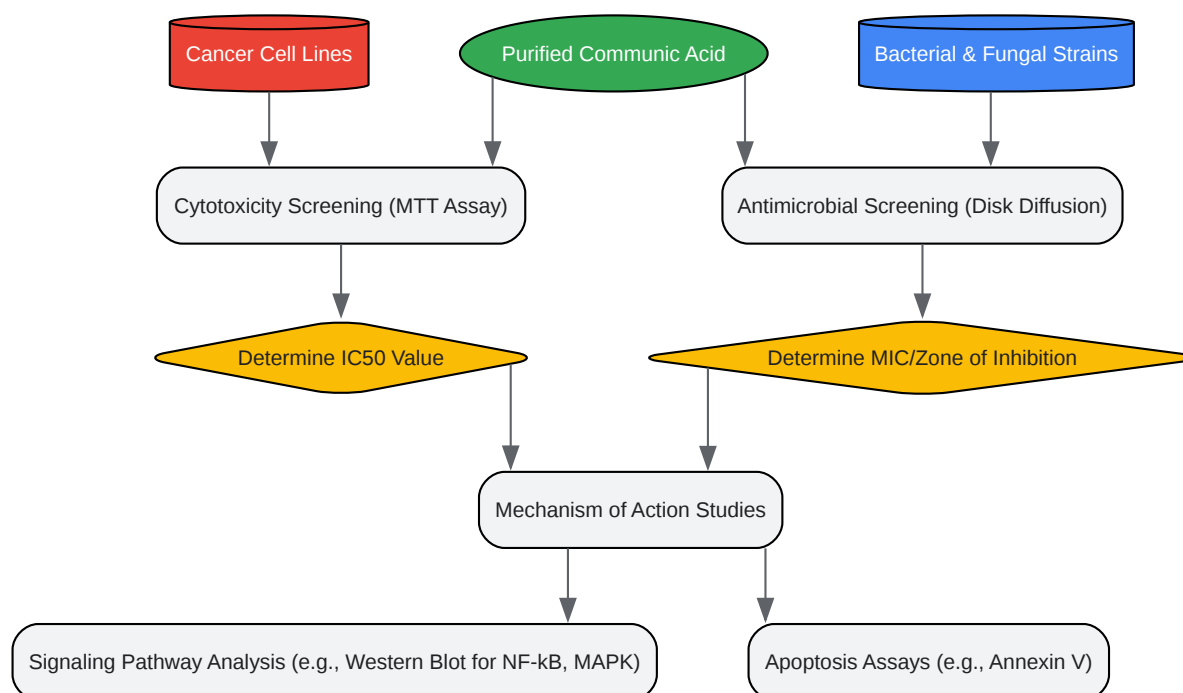 Cancer Cell Lines
Purified Communic Acid
Bacterial & Fungal Strains
Cytotoxicity Screening (MTT Assay)
Antimicrobial Screening (Disk Diffusion)
Determine IC50 Value
Determine MIC/Zone of Inhibition
Mechanism of Action Studies
Signaling Pathway Analysis (e.g., Western Blot for NF-kB, MAPK)
Apoptosis Assays (e.g., Annexin V)